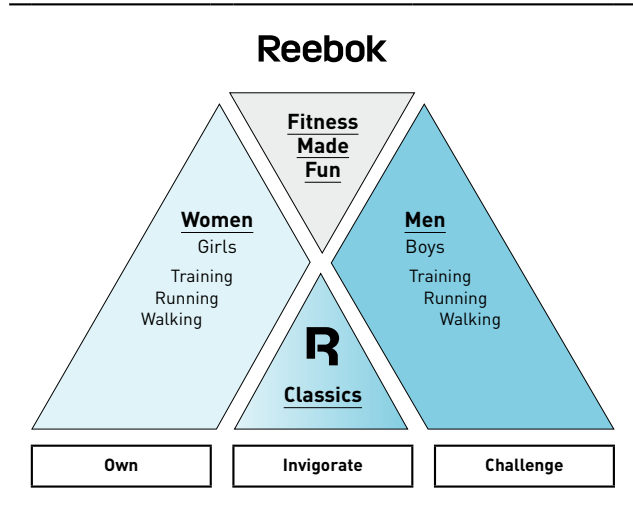 Reebok
Fitness
Made
Fun
Women
Girls
Training
Running
Walking
Men
Boys
Training
Running
Walking
R
Classics
Own
Invigorate
Challenge